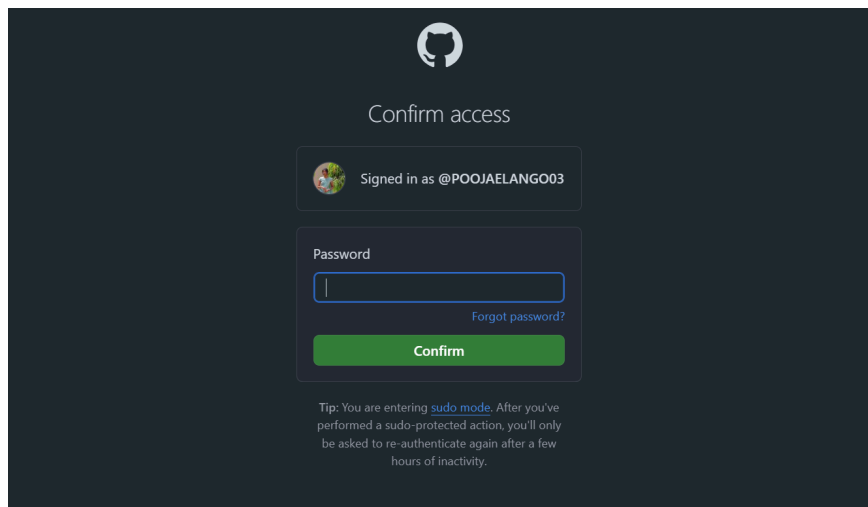 Confirm access
Signed in as @POOJAELANGO03
Password
Forgot password?
Confirm
Tip: You are entering sudo mode. After you've
performed a sudo-protected action, you'll only
be asked to re-authenticate again after a few
hours of inactivity.